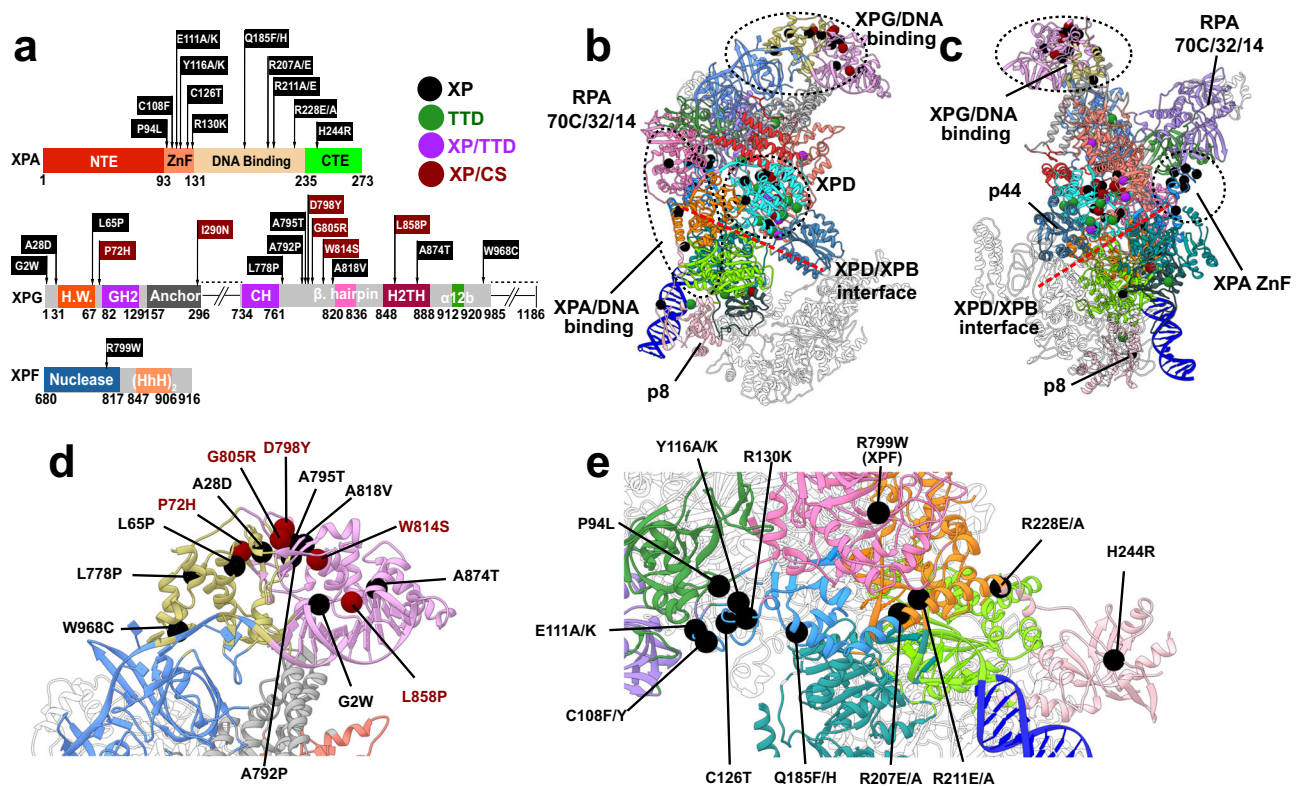 a
E111A/K
Q185F/H
Y116A/K
R207A/E
C126T
R211A/E
C108F
R228E/A
P94L
R130K
H244R
XPA
NTE
ZnF
DNA Binding
CTE
1
93
131
235
273
XP
TTD
XP/TTD
XP/CS
D798Y
L65P
A795T
G805R
I290N
L858P
A28D
P72H
A792P
W814S
W968C
G2W
L778P
A818V
A874T
XPG
H.W.
GH2
Anchor
CH
β. hairpin
H2TH
α12b
1 31
67
82
129
157
296
734
761
820
836
848
888
912
920
985
1186
R799W
XPF
Nuclease
(HhH)2
680
817
847
906
916
b
XPG/DNA
binding
RPA
70C/32/14
XPD
XPA/DNA
binding
XPD/XPB
interface
p8
c
RPA
70C/32/14
XPG/DNA
binding
p44
XPA ZnF
XPD/XPB
interface
p8
d
D798Y
G805R
A795T
A28D
A818V
P72H
L65P
W814S
L778P
A874T
W968C
G2W
L858P
A792P
e
Y116A/K
R799W
(XPF)
R130K
P94L
R228E/A
H244R
E111A/K
C108F/Y
C126T
Q185F/H
R207E/A
R211E/A